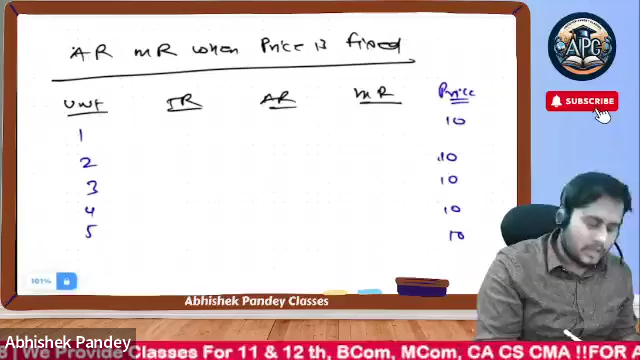 AR MR when Price is fixed
Unit TR AR MR Price
1 10
2 10
3 10
4 10
5 10
101%
Abhishek Pandey Classes
Abhishek Pandey
We Provide Classes For 11 & 12 th, BCom, MCom, CA CS CMA !!FOR A
APC
SUBSCRIBE